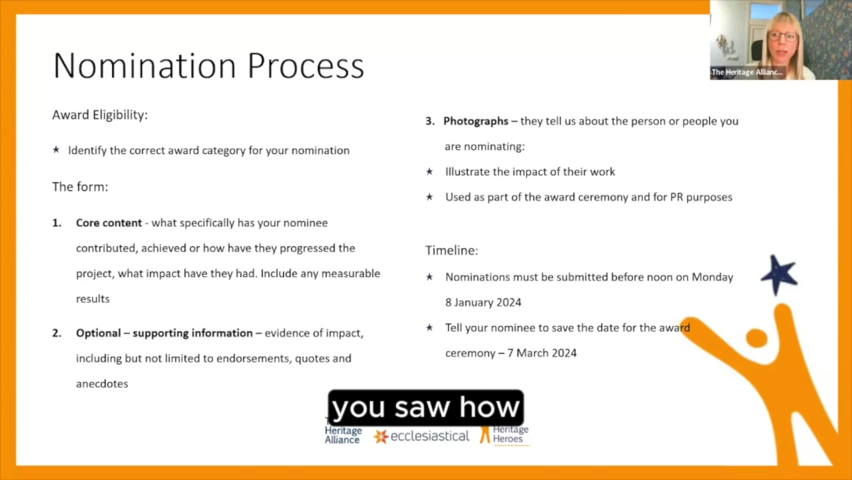 Nomination Process
The Heritage Allianc...
Award Eligibility:
★ Identify the correct award category for your nomination
The form:
1. Core content - what specifically has your nominee
contributed, achieved or how have they progressed the
project, what impact have they had. Include any measurable
results
2. Optional – supporting information – evidence of impact,
including but not limited to endorsements, quotes and
anecdotes
3. Photographs – they tell us about the person or people you
are nominating:
★ Illustrate the impact of their work
★ Used as part of the award ceremony and for PR purposes
Timeline:
★ Nominations must be submitted before noon on Monday
8 January 2024
★ Tell your nominee to save the date for the award
ceremony – 7 March 2024
you saw how
Heritage
Alliance
ecclesiastical
Heritage
Heroes